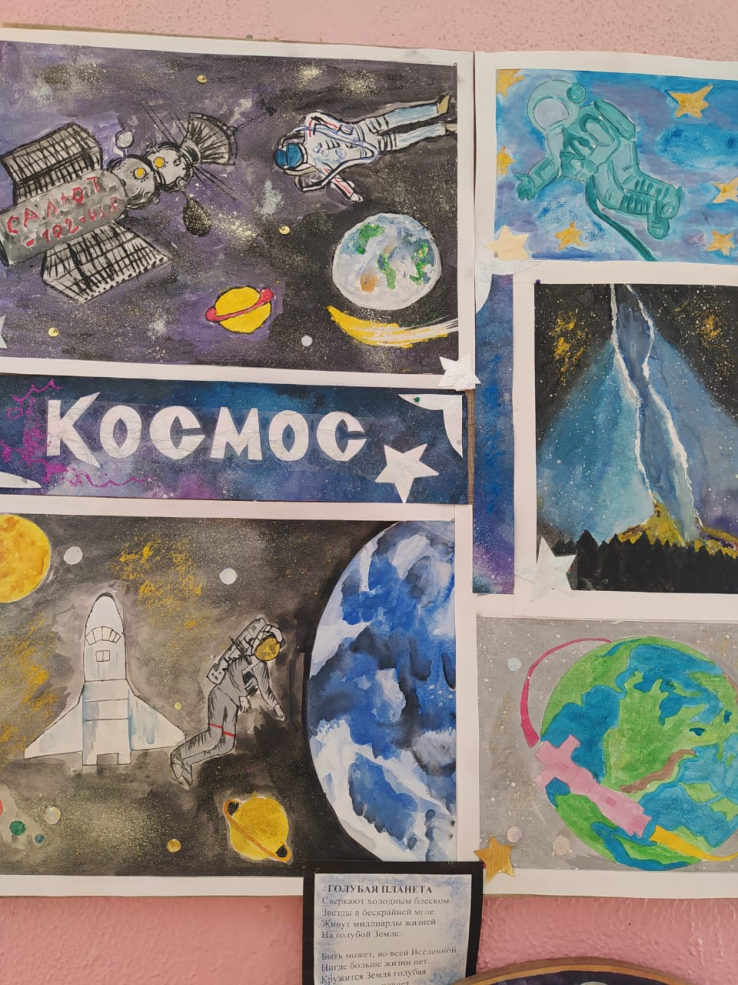 САЛЮТ
КОСМОС
ГОЛУБАЯ ПЛАНЕТА
Сверкают холодным блеском
Звезды в бескрайней мгле
Живут миллиарды жизней
На голубой Земле.
Быть может, во всей Вселенной
Нигде больше жизни нет...
Кружится Земля голубая